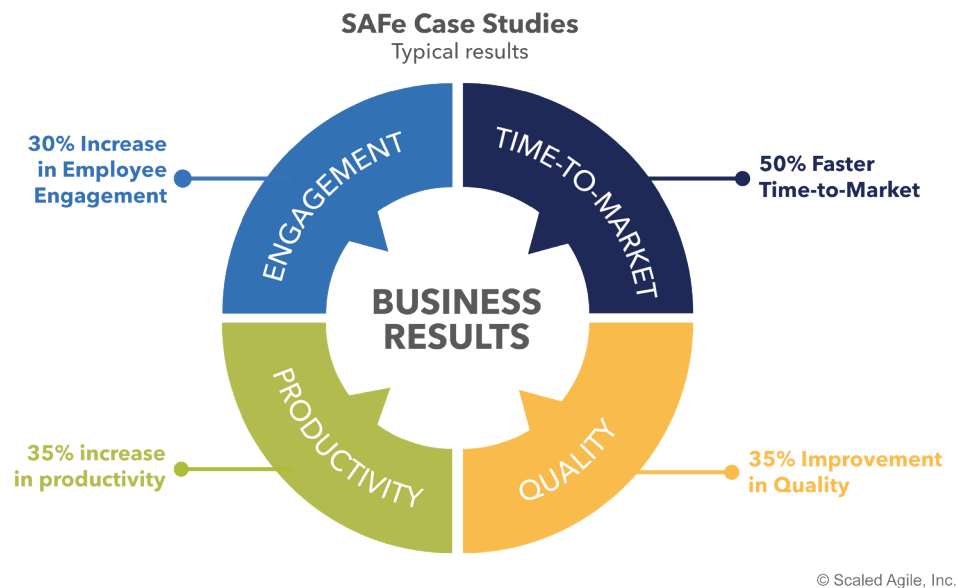 SAFe Case Studies
Typical results
30% Increase
in Employee
Engagement
ENGAGEMENT
TIME-TO-MARKET
50% Faster
Time-to-Market
BUSINESS
RESULTS
35% increase
in productivity
PRODUCTIVITY
QUALITY
35% Improvement
in Quality
© Scaled Agile, Inc.